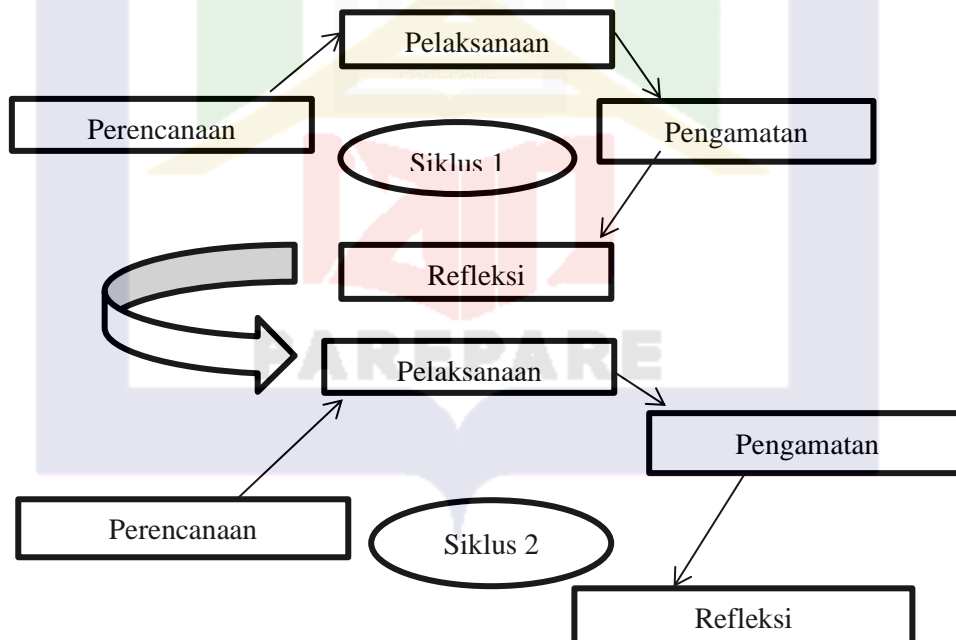 Pelaksanaan
Perencanaan
Pengamatan
Siklus 1
Refleksi
PAREPARE
Pelaksanaan
Pengamatan
Perencanaan
Siklus 2
Refleksi